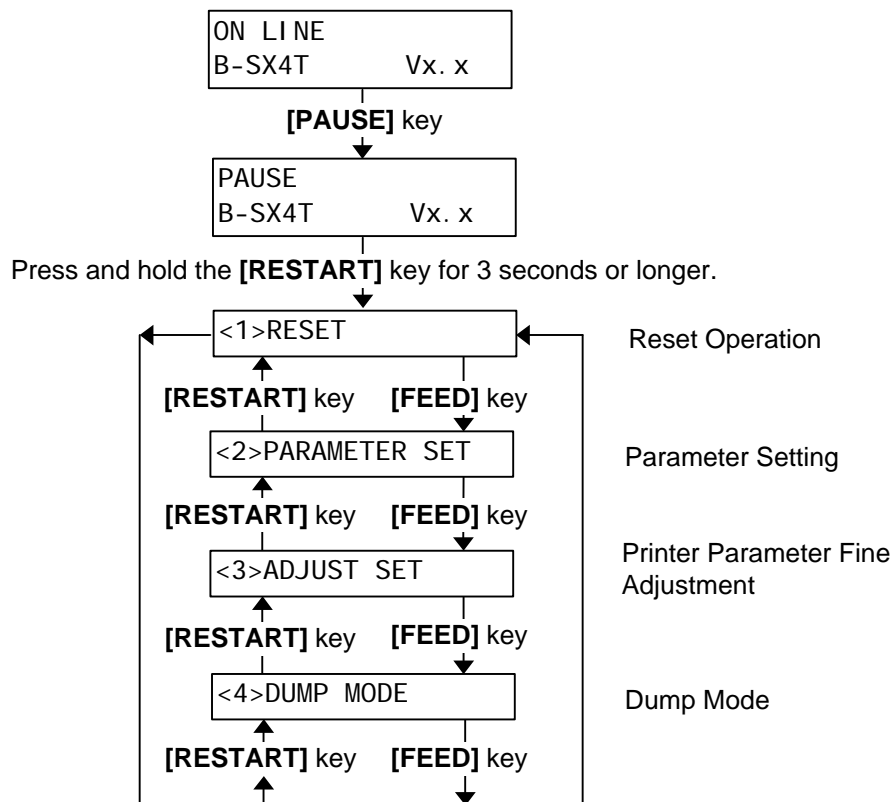 ON LINE
B-SX4T Vx.x
[PAUSE] key
PAUSE
B-SX4T Vx.x
Press and hold the [RESTART] key for 3 seconds or longer.
<1>RESET
Reset Operation
[RESTART] key [FEED] key
<2>PARAMETER SET
Parameter Setting
[RESTART] key [FEED] key
<3>ADJUST SET
Printer Parameter Fine
Adjustment
[RESTART] key [FEED] key
<4>DUMP MODE
Dump Mode
[RESTART] key [FEED] key